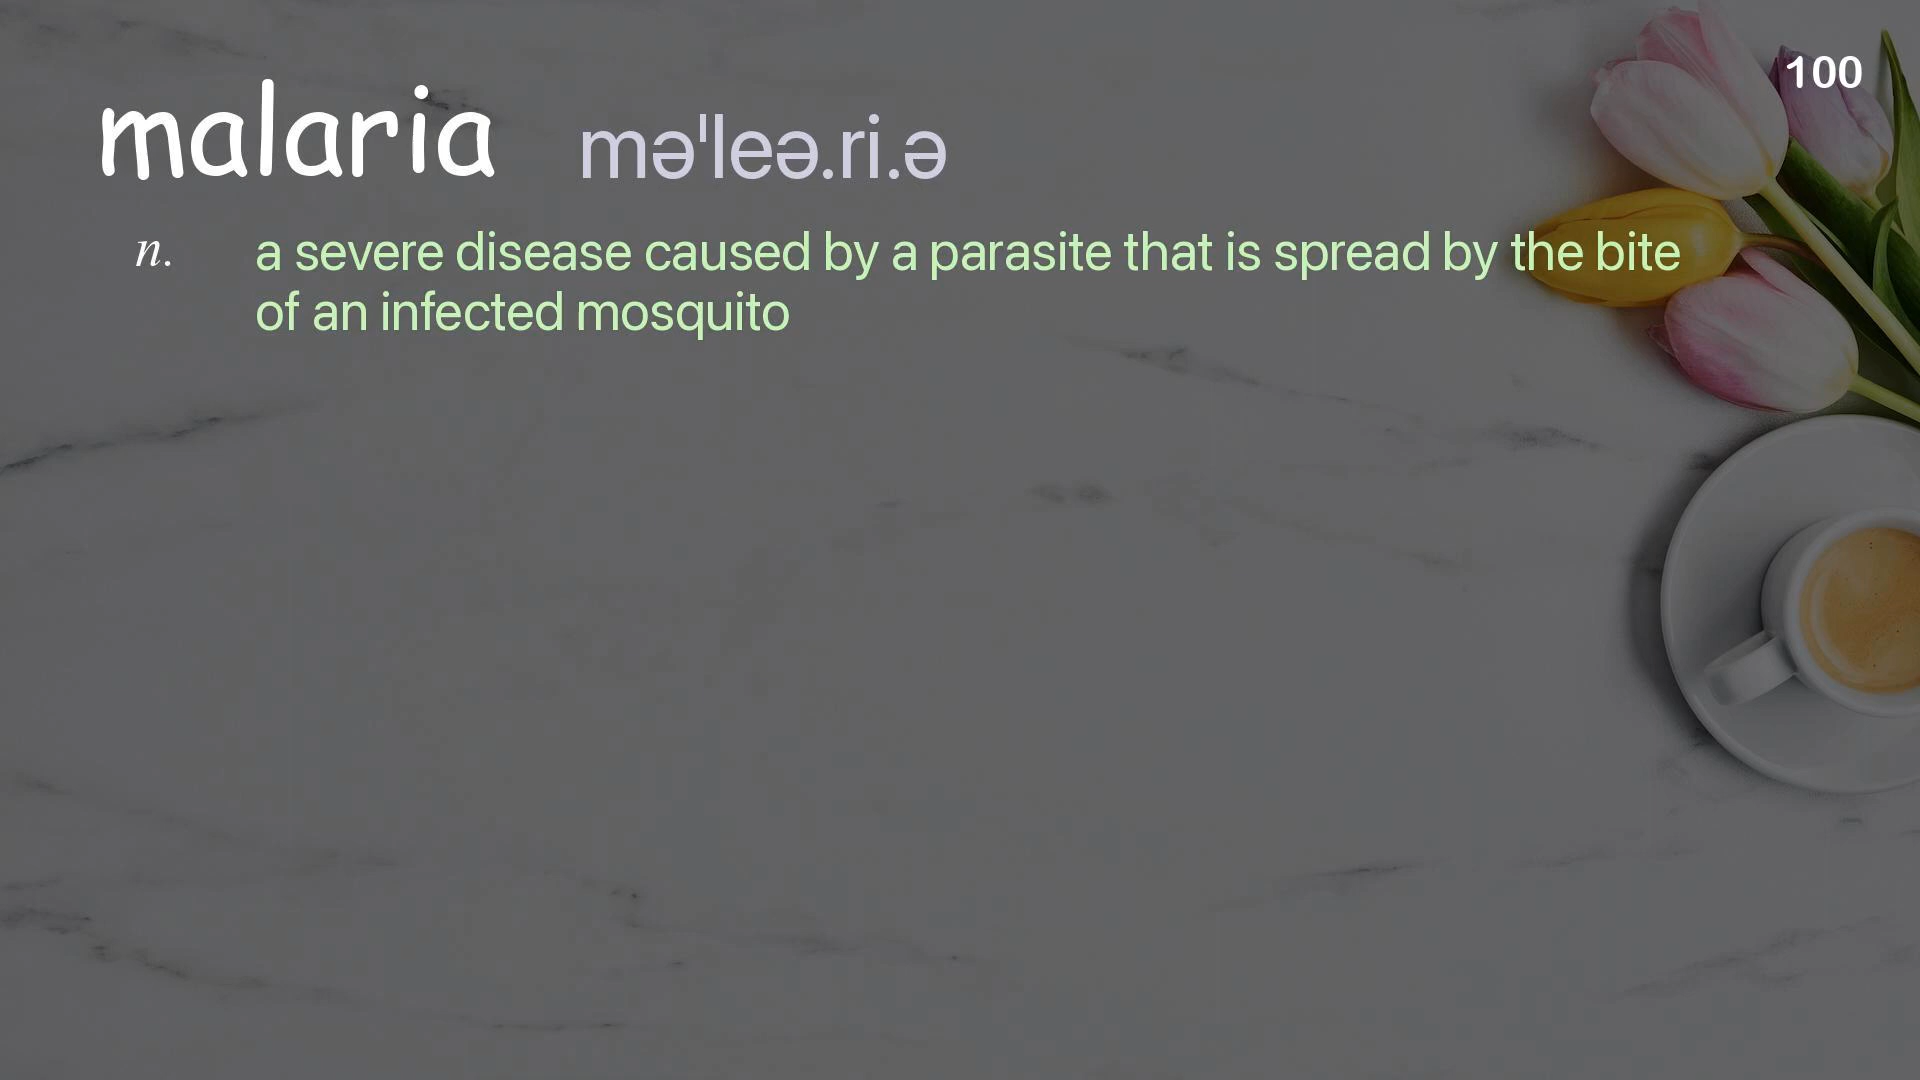 100
malaria məˈleə.ri.ə
n. a severe disease caused by a parasite that is spread by the bite
of an infected mosquito